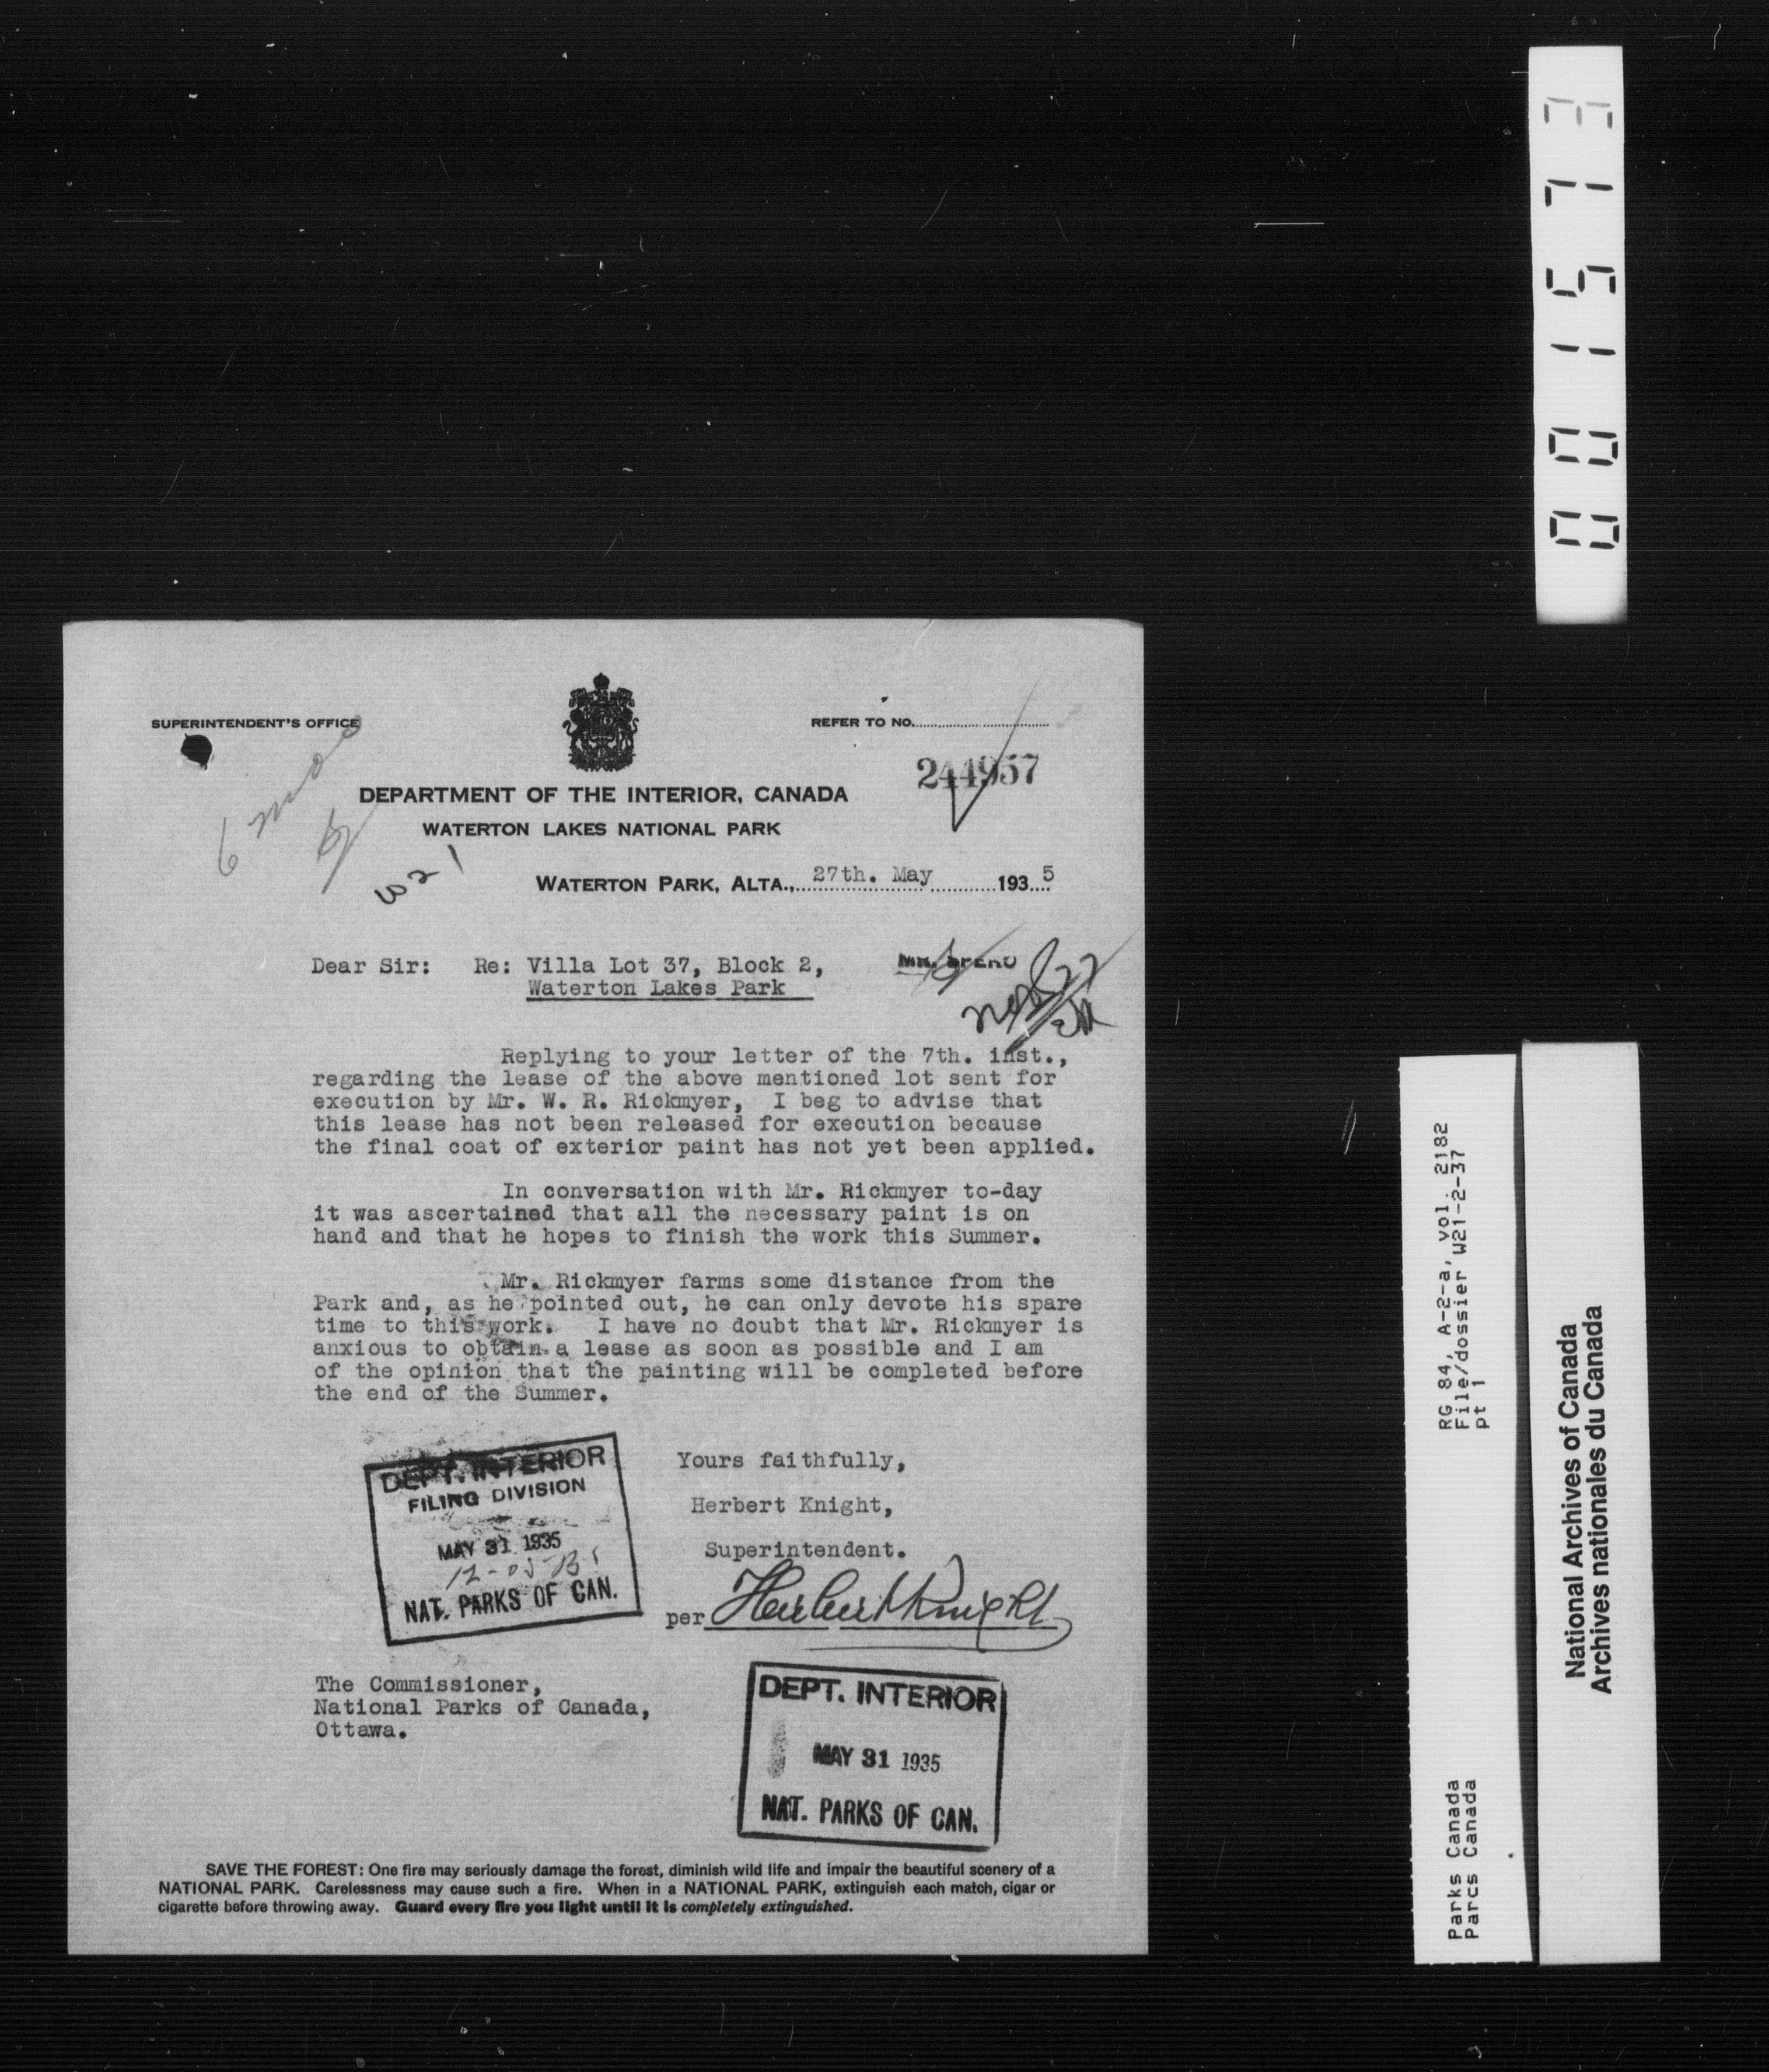 SUPERINTENDENT'S OFFICE
REFER TO NO.
244957
DEPARTMENT OF THE INTERIOR, CANADA
WATERTON LAKES NATIONAL PARK
6 mos
W21
WATERTON PARK, ALTA., 27th. May 1935
MR. SPERO
Dear Sir: Re: Villa Lot 37, Block 2,
Waterton Lakes Park
Replying to your letter of the 7th. inst.,
regarding the lease of the above mentioned lot sent for
execution by Mr. W. R. Rickmyer, I beg to advise that
this lease has not been released for execution because
the final coat of exterior paint has not yet been applied.
In conversation with Mr. Rickmyer to-day
it was ascertained that all the necessary paint is on
hand and that he hopes to finish the work this Summer.
Mr. Rickmyer farms some distance from the
Park and, as he pointed out, he can only devote his spare
time to this work. I have no doubt that Mr. Rickmyer is
anxious to obtain a lease as soon as possible and I am
of the opinion that the painting will be completed before
the end of the Summer.
Yours faithfully,
Herbert Knight,
Superintendent.
per Herbert Knight
DEPT. INTERIOR
FILING DIVISION
MAY 31 1935
NAT. PARKS OF CAN.
The Commissioner,
National Parks of Canada,
Ottawa.
DEPT. INTERIOR
MAY 31 1935
NAT. PARKS OF CAN.
SAVE THE FOREST: One fire may seriously damage the forest, diminish wild life and impair the beautiful scenery of a
NATIONAL PARK. Carelessness may cause such a fire. When in a NATIONAL PARK, extinguish each match, cigar or
cigarette before throwing away. Guard every fire you light until it is completely extinguished.
001573
RG 84, A-2-a, vol. 2182
File/dossier W21-2-37
pt 1
Parks Canada
Parcs Canada
National Archives of Canada
Archives nationales du Canada